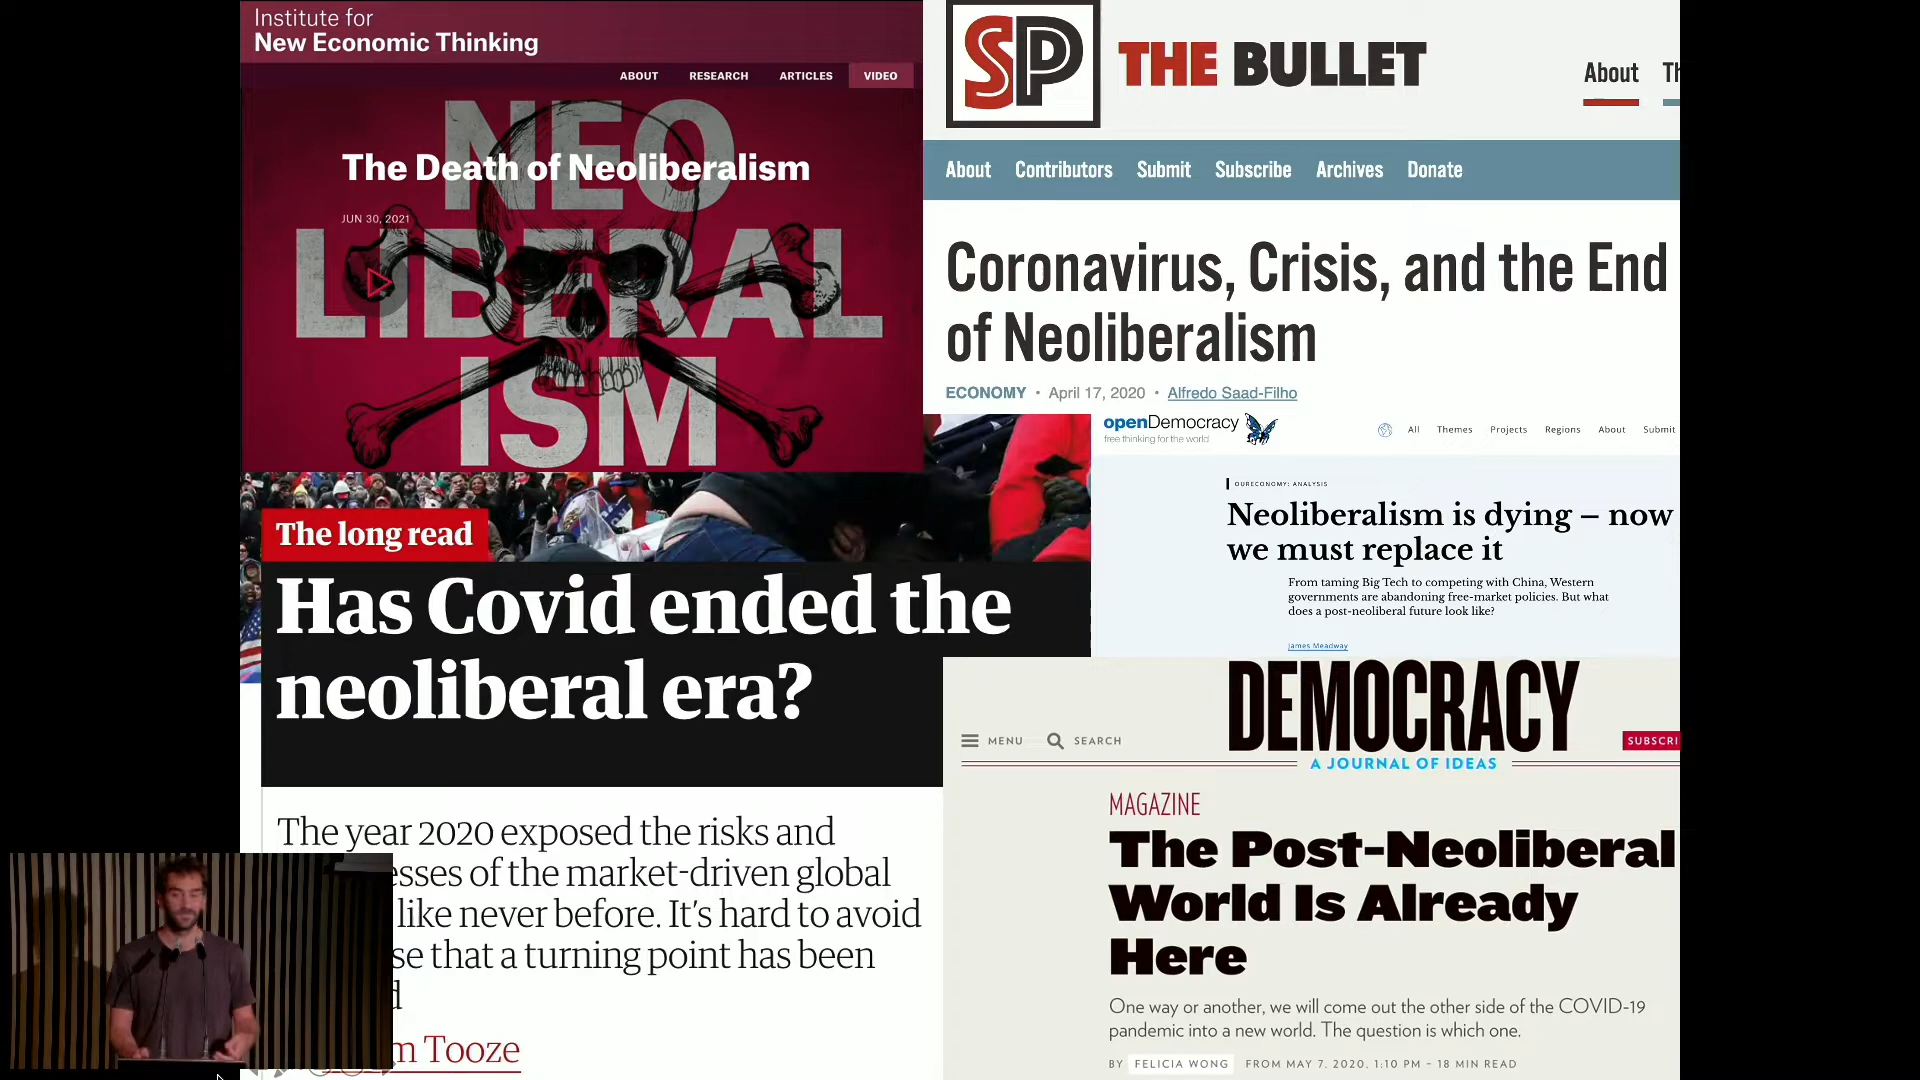 Institute for
New Economic Thinking
ABOUT RESEARCH ARTICLES VIDEO
NEO
LIBERAL
ISM
The Death of Neoliberalism
JUN 30, 2021
SP THE BULLET
About
About Contributors Submit Subscribe Archives Donate
Coronavirus, Crisis, and the End
of Neoliberalism
ECONOMY • April 17, 2020 • Alfredo Saad-Filho
openDemocracy
free thinking for the world
All Themes Projects Regions About Submit
OURECONOMY: ANALYSIS
Neoliberalism is dying – now
we must replace it
From taming Big Tech to competing with China, Western
governments are abandoning free-market policies. But what
does a post-neoliberal future look like?
James Meadway
The long read
Has Covid ended the
neoliberal era?
The year 2020 exposed the risks and
esses of the market-driven global
like never before. It's hard to avoid
se that a turning point has been
d
m Tooze
DEMOCRACY
A JOURNAL OF IDEAS
MENU SEARCH
SUBSCRI
MAGAZINE
The Post-Neoliberal
World Is Already
Here
One way or another, we will come out the other side of the COVID-19
pandemic into a new world. The question is which one.
BY FELICIA WONG FROM MAY 7, 2020, 1:10 PM – 18 MIN READ